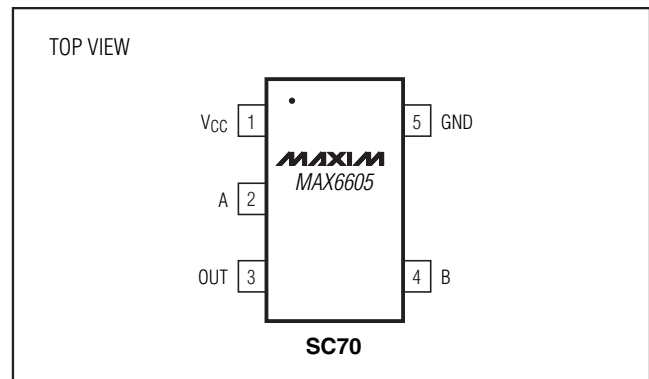 TOP VIEW
VCC 1
5 GND
MAXIM
MAX6605
A 2
OUT 3
4 B
SC70